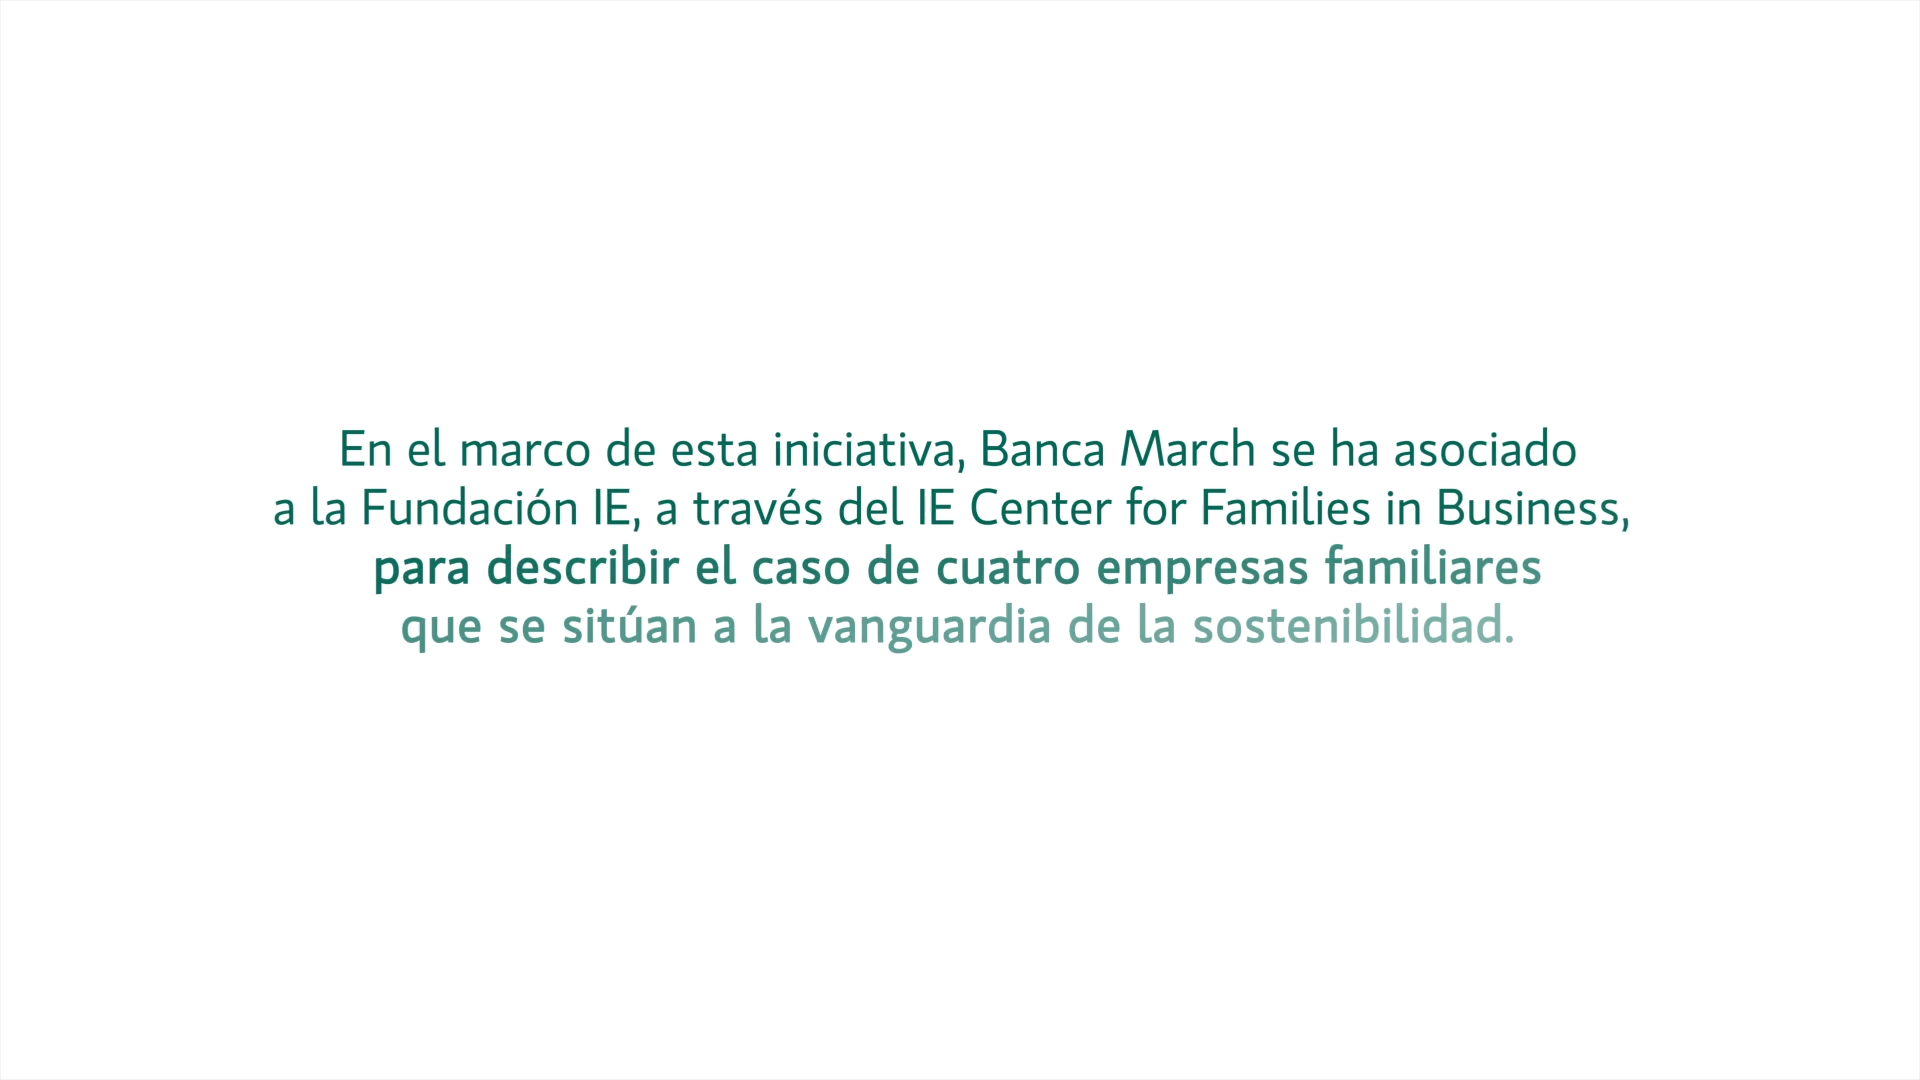 En el marco de esta iniciativa, Banca March se ha asociado
a la Fundación IE, a través del IE Center for Families in Business,
para describir el caso de cuatro empresas familiares
que se sitúan a la vanguardia de la sostenibilidad.